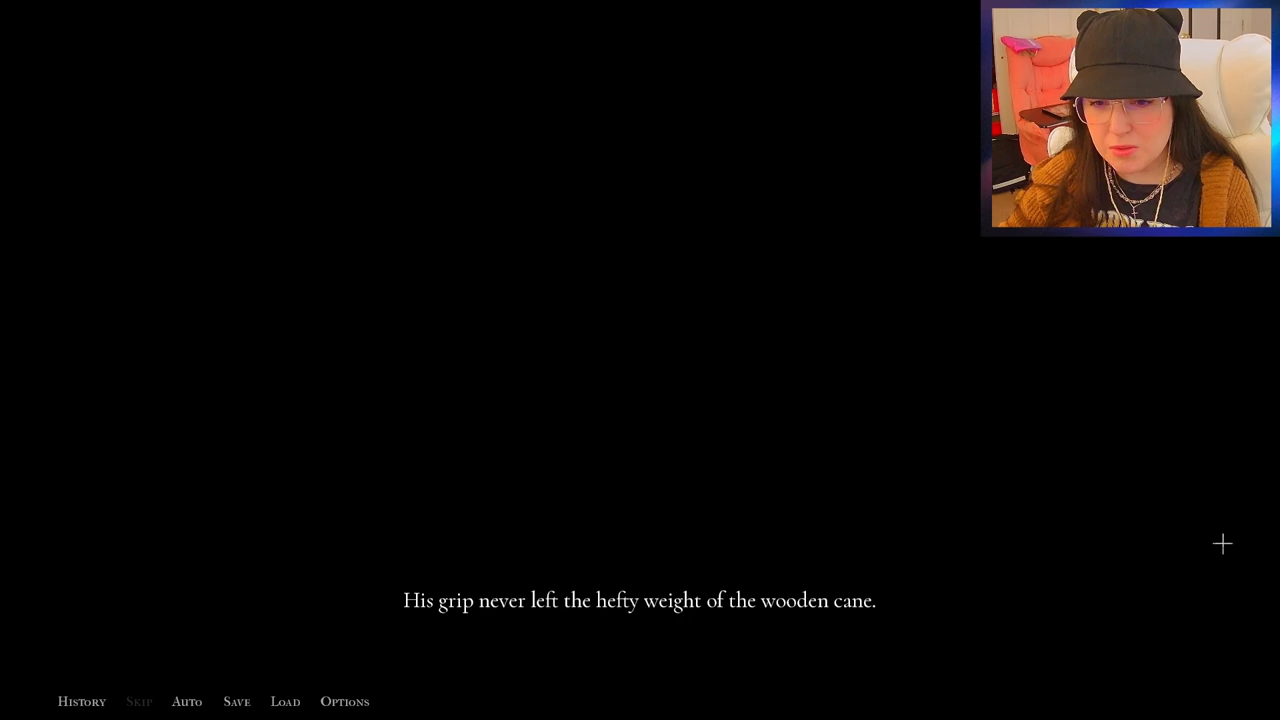 His grip never left the hefty weight of the wooden cane.
History Skip Auto Save Load Options